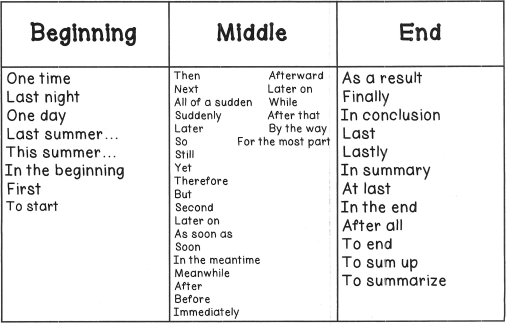 Beginning
Middle
End
One time
Last night
One day
Last summer...
This summer...
In the beginning
First
To start
Then Afterward
Next Later on
All of a sudden While
Suddenly After that
Later By the way
So For the most part
Still
Yet
Therefore
But
Second
Later on
As soon as
Soon
In the meantime
Meanwhile
After
Before
Immediately
As a result
Finally
In conclusion
Last
Lastly
In summary
At last
In the end
After all
To end
To sum up
To summarize